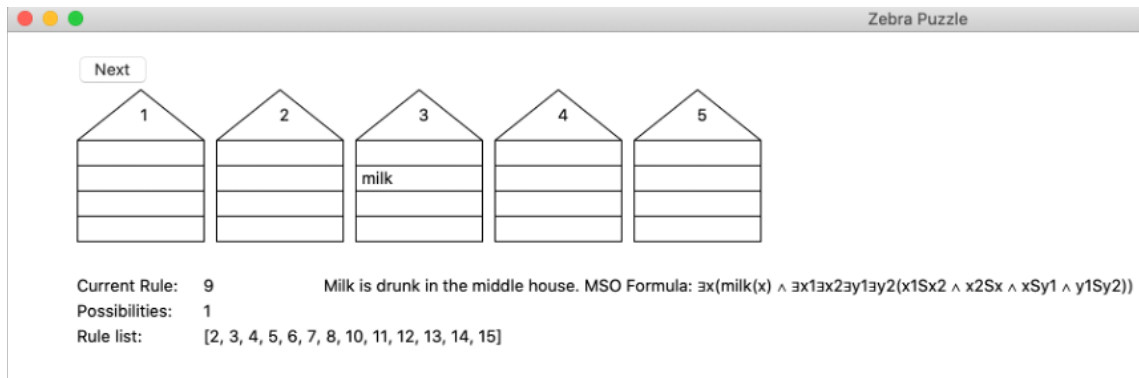 Zebra Puzzle
Next
1 2 3 4 5
milk
Current Rule: 9 Milk is drunk in the middle house. MSO Formula: ∃x(milk(x) ∧ ∃x1∃x2∃y1∃y2(x1Sx2 ∧ x2Sx ∧ xSy1 ∧ y1Sy2))
Possibilities: 1
Rule list: [2, 3, 4, 5, 6, 7, 8, 10, 11, 12, 13, 14, 15]